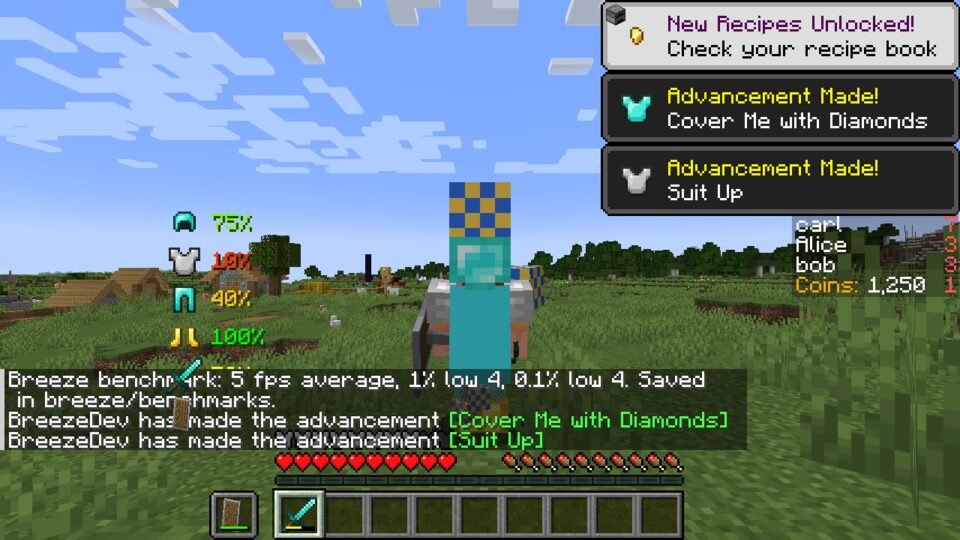 New Recipes Unlocked!
Check your recipe book
Advancement Made!
Cover Me with Diamonds
Advancement Made!
Suit Up
carl 7
Alice 3
bob 3
Coins: 1,250 1
75%
10%
40%
100%
Breeze benchmark: 5 fps average, 1% low 4, 0.1% low 4. Saved
in breeze/benchmarks.
BreezeDev has made the advancement [Cover Me with Diamonds]
BreezeDev has made the advancement [Suit Up]